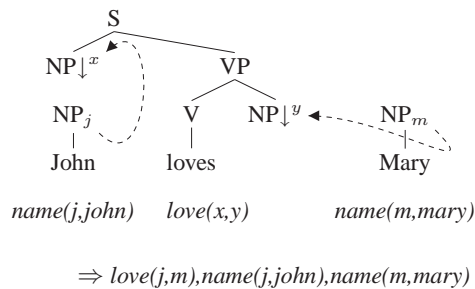 S
NP↓x VP
NPj V NP↓y NPm
John loves Mary
name(j,john) love(x,y) name(m,mary)
⇒ love(j,m),name(j,john),name(m,mary)